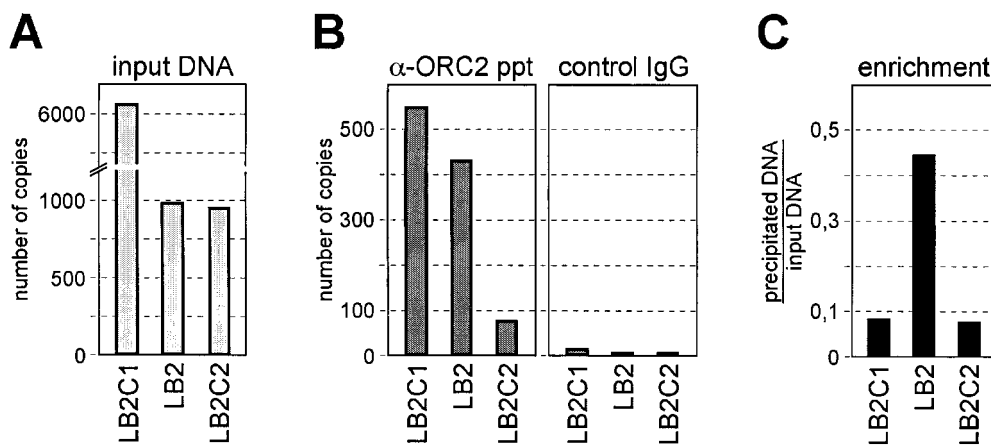 A
input DNA
number of copies
6000
1000
500
0
LB2C1
LB2
LB2C2
B
α-ORC2 ppt
control IgG
number of copies
500
300
100
0
LB2C1
LB2
LB2C2
LB2C1
LB2
LB2C2
C
enrichment
precipitated DNA
input DNA
0,5
0,3
0,1
0
LB2C1
LB2
LB2C2